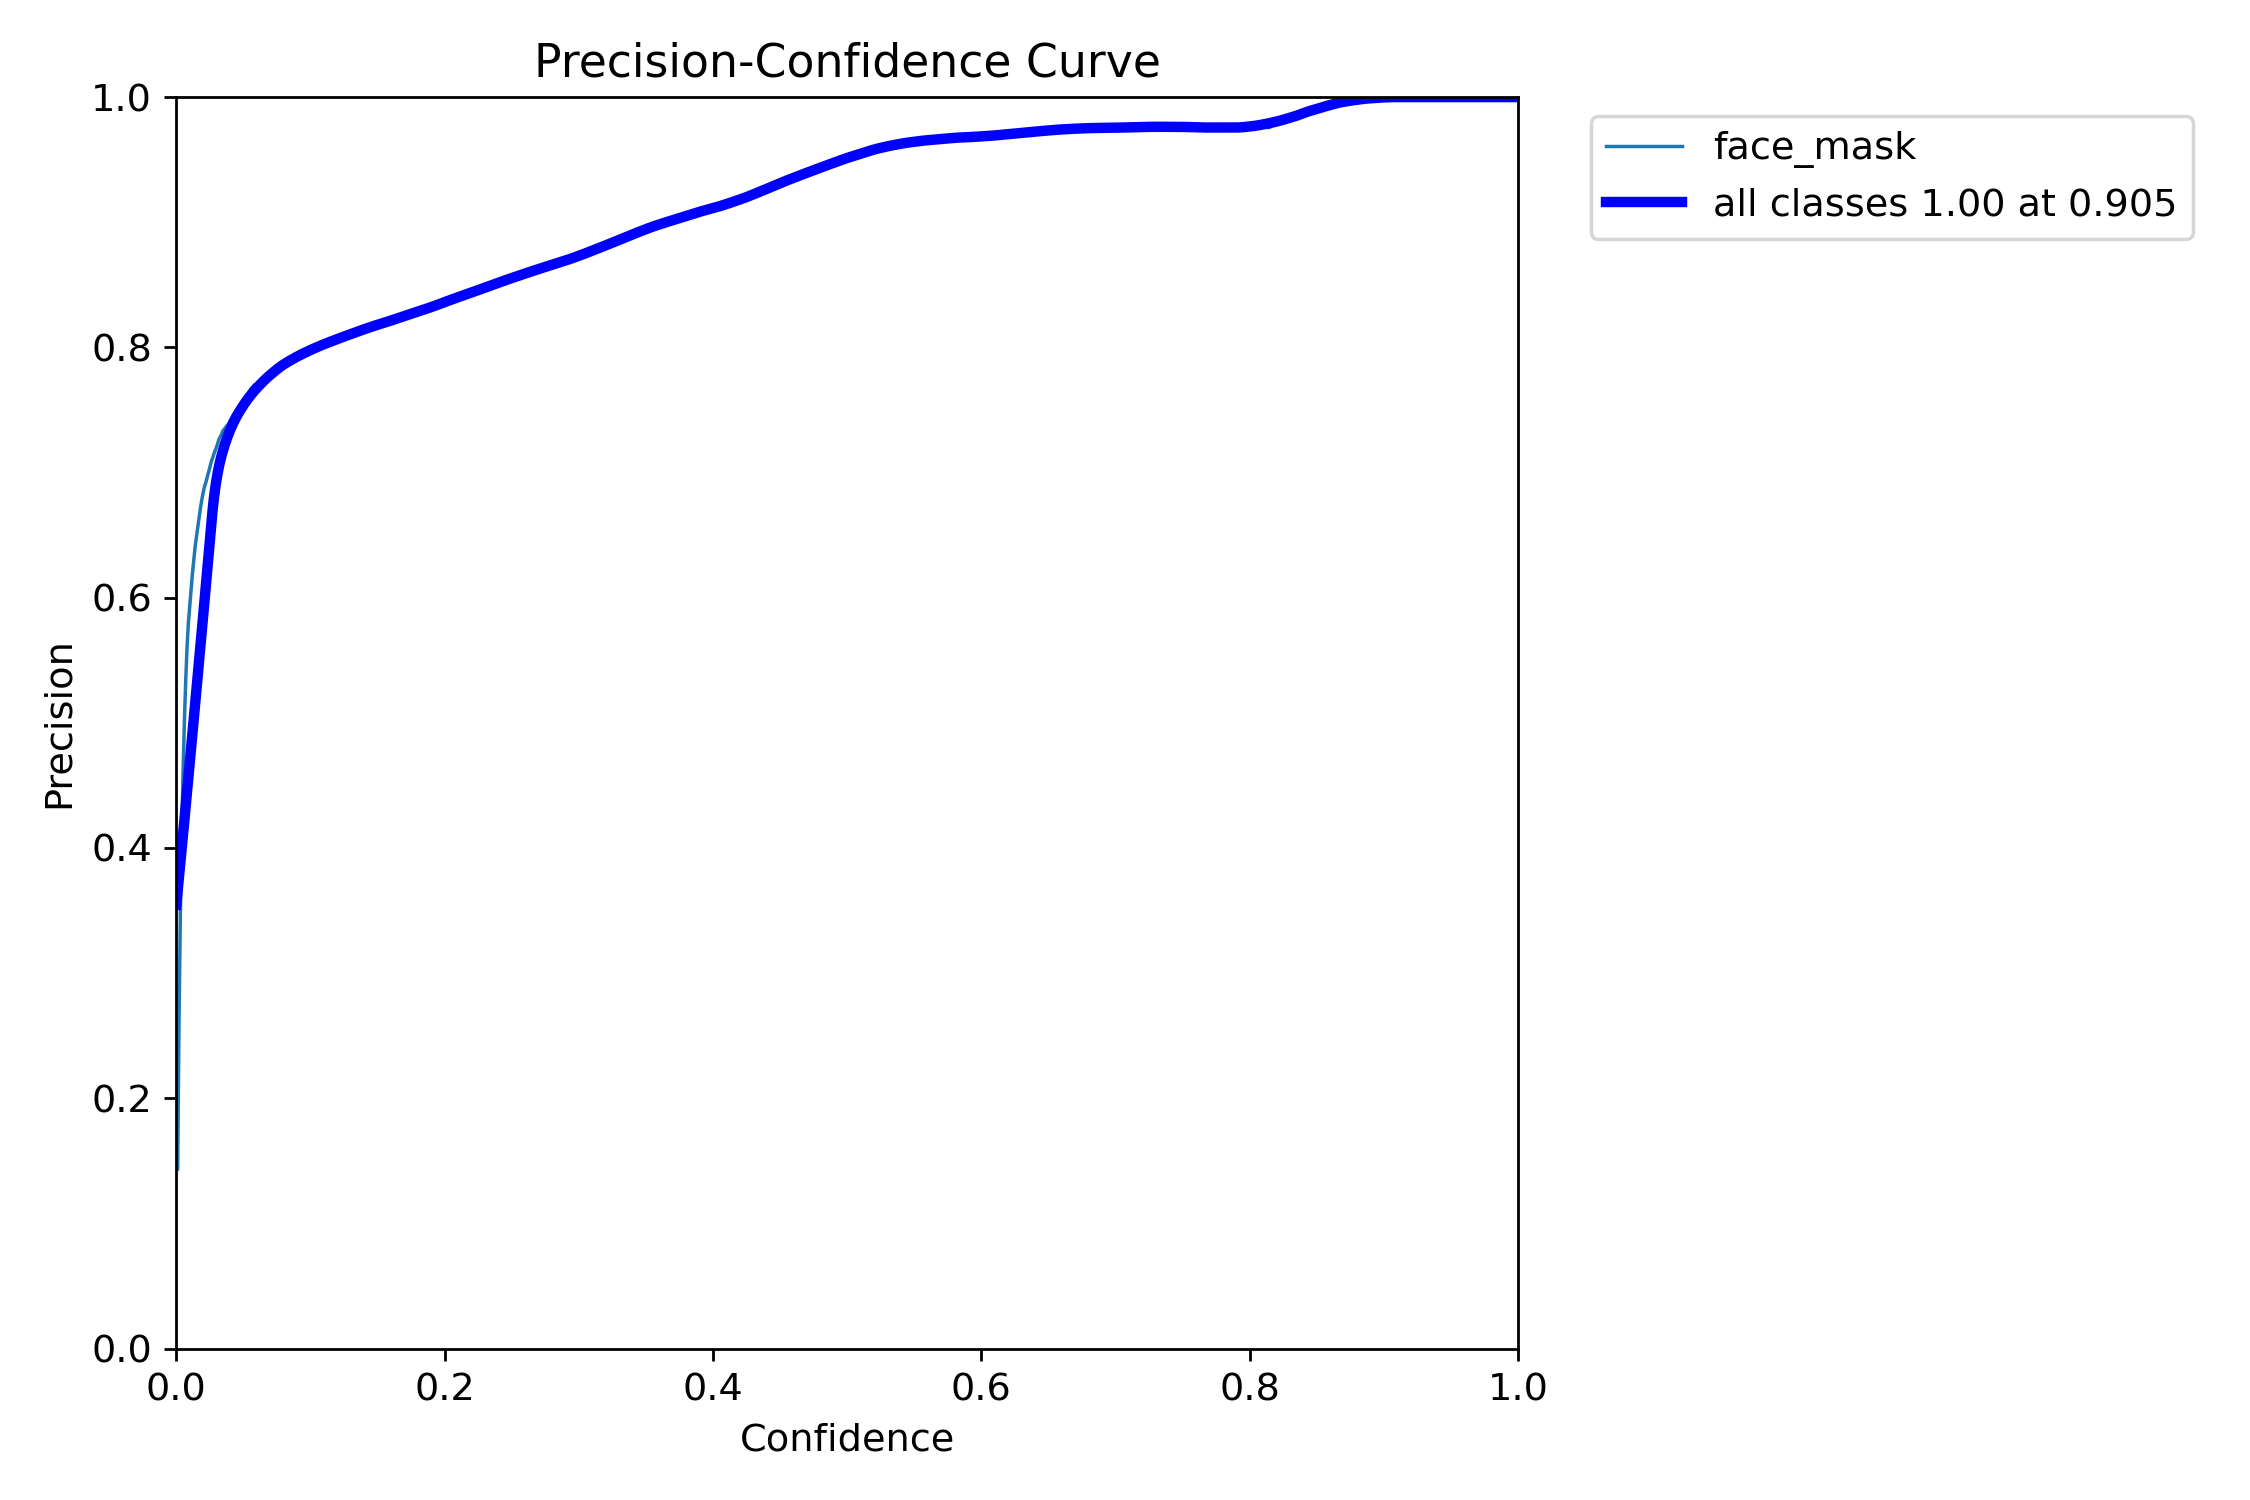 Precision-Confidence Curve
1.0
0.8
0.6
0.4
0.2
0.0
Precision
0.0 0.2 0.4 0.6 0.8 1.0
Confidence
face_mask
all classes 1.00 at 0.905